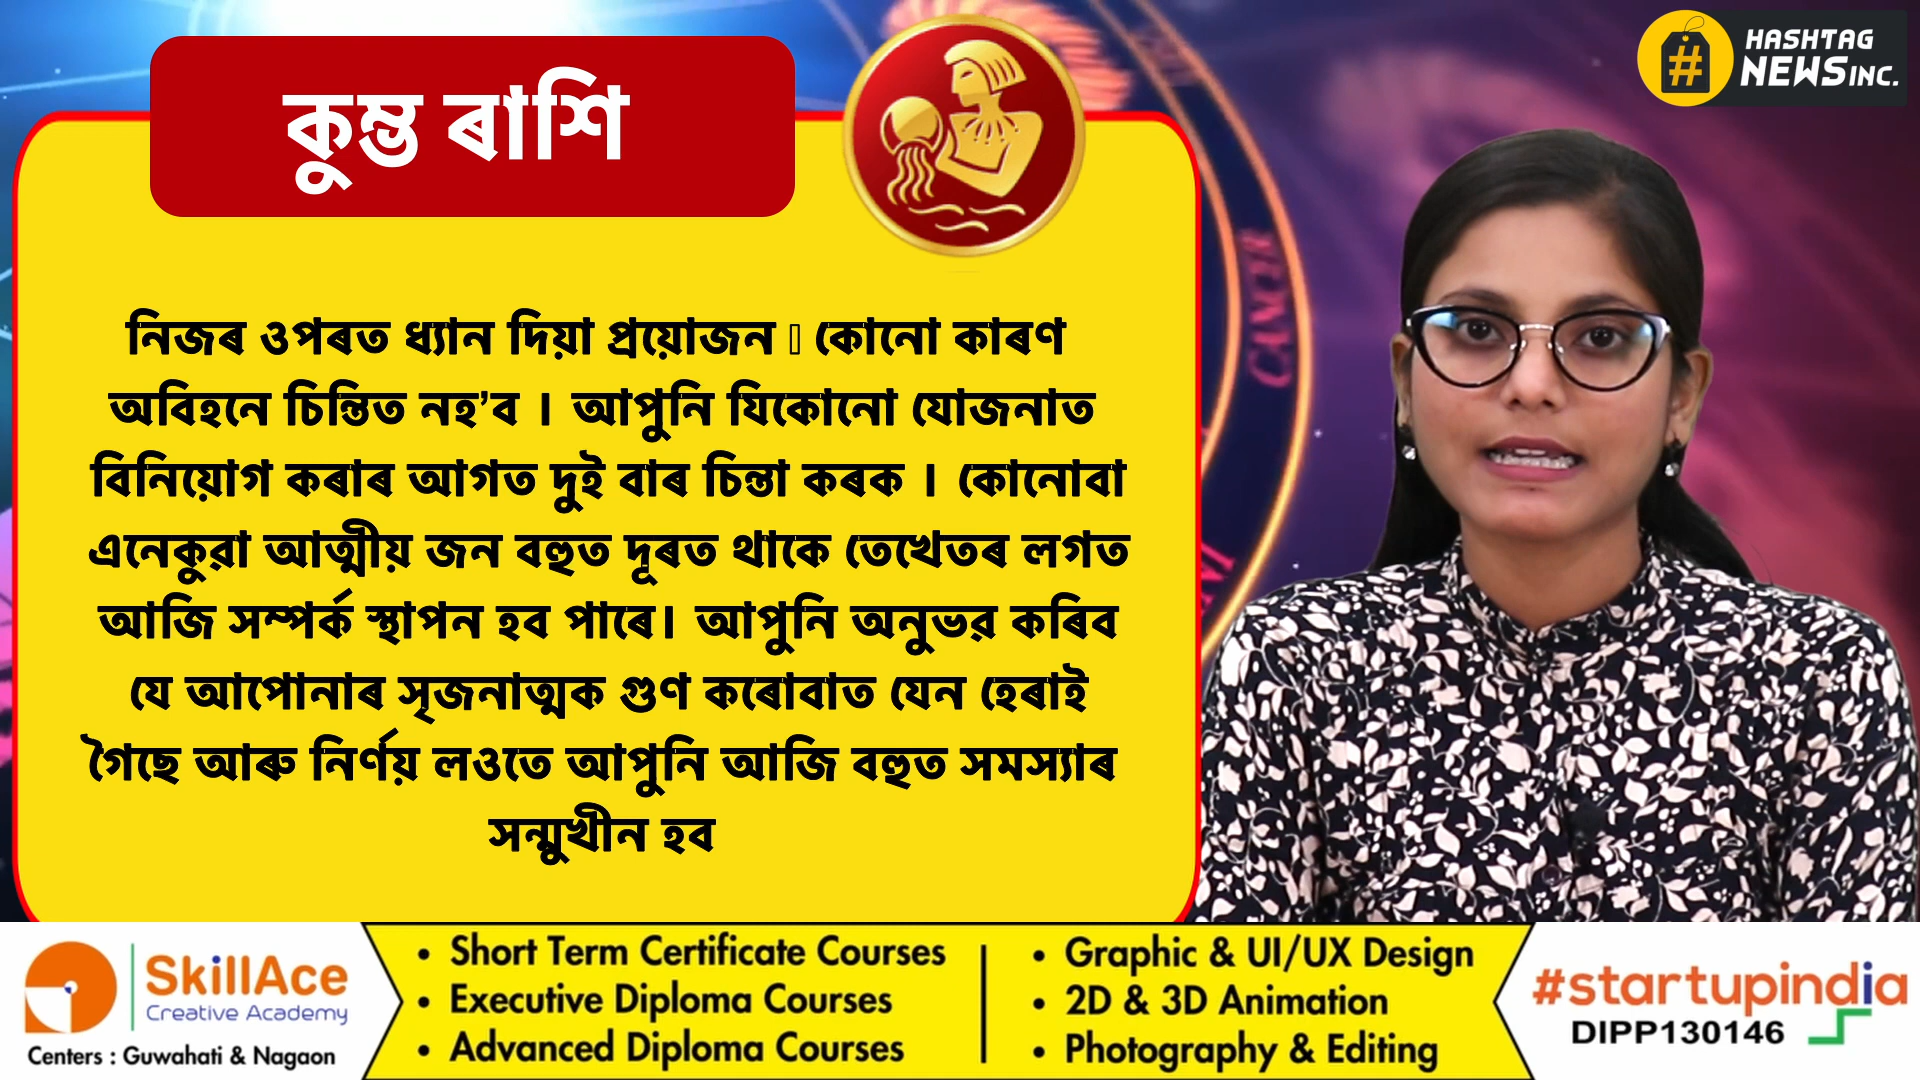 কুম্ভ ৰাশি
HASHTAG
NEWS INC.
নিজৰ ওপৰত ধ্যান দিয়া প্ৰয়োজন কোনো কাৰণ
অবিহনে চিন্তিত নহ’ব । আপুনি যিকোনো যোজনাত
বিনিয়োগ কৰাৰ আগত দুই বাৰ চিন্তা কৰক । কোনোবা
এনেকুৱা আত্মীয় জন বহুত দূৰত থাকে তেখেতৰ লগত
আজি সম্পৰ্ক স্থাপন হব পাৰে। আপুনি অনুভৱ কৰিব
যে আপোনাৰ সৃজনাত্মক গুণ কৰোবাত যেন হেৰাই
গৈছে আৰু নিৰ্ণয় লওতে আপুনি আজি বহুত সমস্যাৰ
সন্মুখীন হব
CANCER
SkillAce
Creative Academy
Centers : Guwahati & Nagaon
• Short Term Certificate Courses
• Executive Diploma Courses
• Advanced Diploma Courses
• Graphic & UI/UX Design
• 2D & 3D Animation
• Photography & Editing
#startupindia
DIPP130146